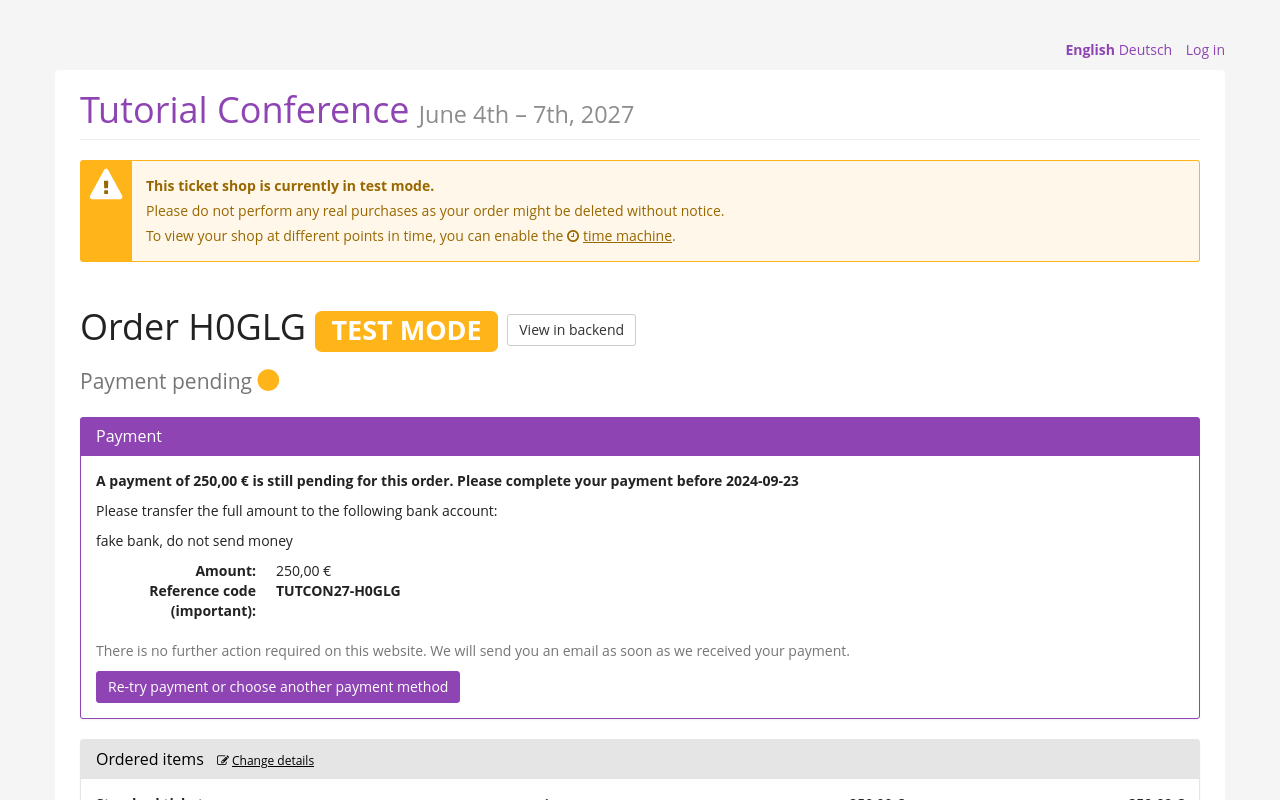 English Deutsch Log in
Tutorial Conference June 4th – 7th, 2027
This ticket shop is currently in test mode.
Please do not perform any real purchases as your order might be deleted without notice.
To view your shop at different points in time, you can enable the time machine.
Order H0GLG TEST MODE View in backend
Payment pending
Payment
A payment of 250,00 € is still pending for this order. Please complete your payment before 2024-09-23
Please transfer the full amount to the following bank account:
fake bank, do not send money
Amount: 250,00 €
Reference code TUTCON27-H0GLG
(important):
There is no further action required on this website. We will send you an email as soon as we received your payment.
Re-try payment or choose another payment method
Ordered items Change details